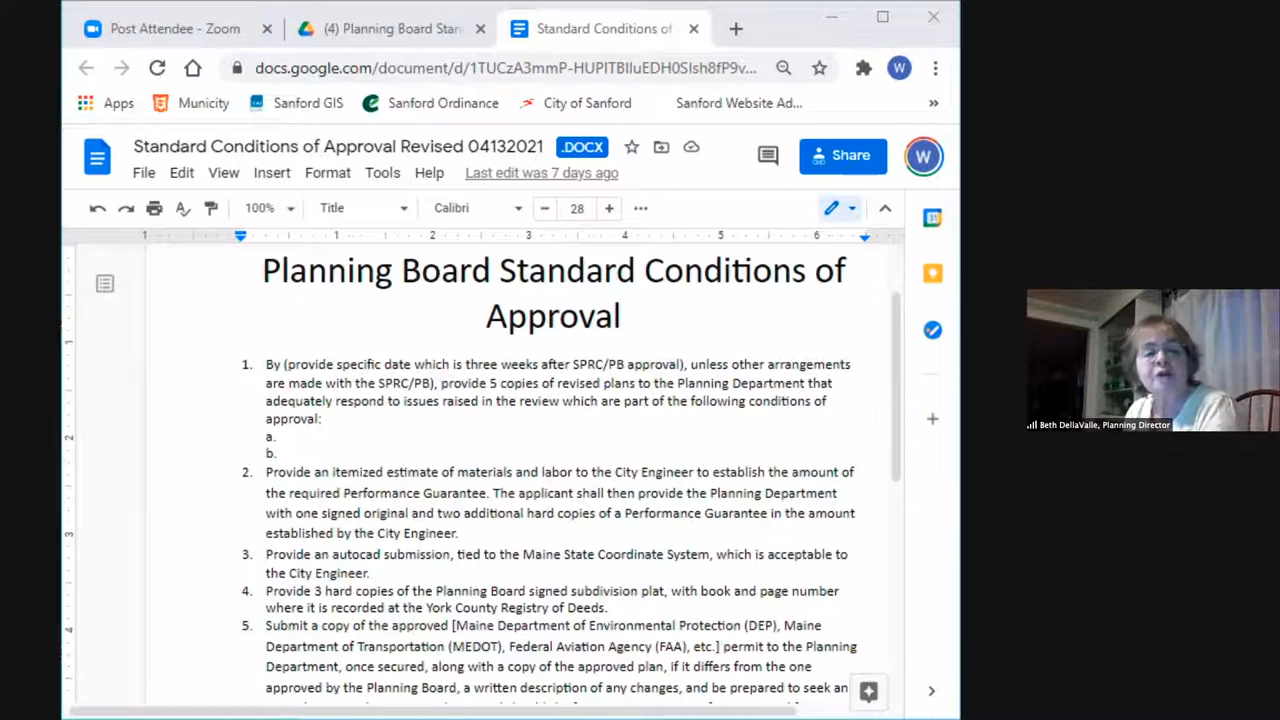 Post Attendee - Zoom
(4) Planning Board Stan
Standard Conditions of
docs.google.com/document/d/1TUCzA3mmP-HUPITBIluEDH0SIsh8fP9v...
W
Apps
Municity
Sanford GIS
Sanford Ordinance
City of Sanford
Sanford Website Ad...
Standard Conditions of Approval Revised 04132021
.DOCX
Share
W
File Edit View Insert Format Tools Help
Last edit was 7 days ago
100%
Title
Calibri
28
1 1 2 3 4 5 6
Planning Board Standard Conditions of
Approval
1. By (provide specific date which is three weeks after SPRC/PB approval), unless other arrangements
are made with the SPRC/PB), provide 5 copies of revised plans to the Planning Department that
adequately respond to issues raised in the review which are part of the following conditions of
approval:
a.
b.
2. Provide an itemized estimate of materials and labor to the City Engineer to establish the amount of
the required Performance Guarantee. The applicant shall then provide the Planning Department
with one signed original and two additional hard copies of a Performance Guarantee in the amount
established by the City Engineer.
3. Provide an autocad submission, tied to the Maine State Coordinate System, which is acceptable to
the City Engineer.
4. Provide 3 hard copies of the Planning Board signed subdivision plat, with book and page number
where it is recorded at the York County Registry of Deeds.
5. Submit a copy of the approved [Maine Department of Environmental Protection (DEP), Maine
Department of Transportation (MEDOT), Federal Aviation Agency (FAA), etc.] permit to the Planning
Department, once secured, along with a copy of the approved plan, if it differs from the one
approved by the Planning Board, a written description of any changes, and be prepared to seek an
1
2
3
4
31
Beth DellaValle, Planning Director